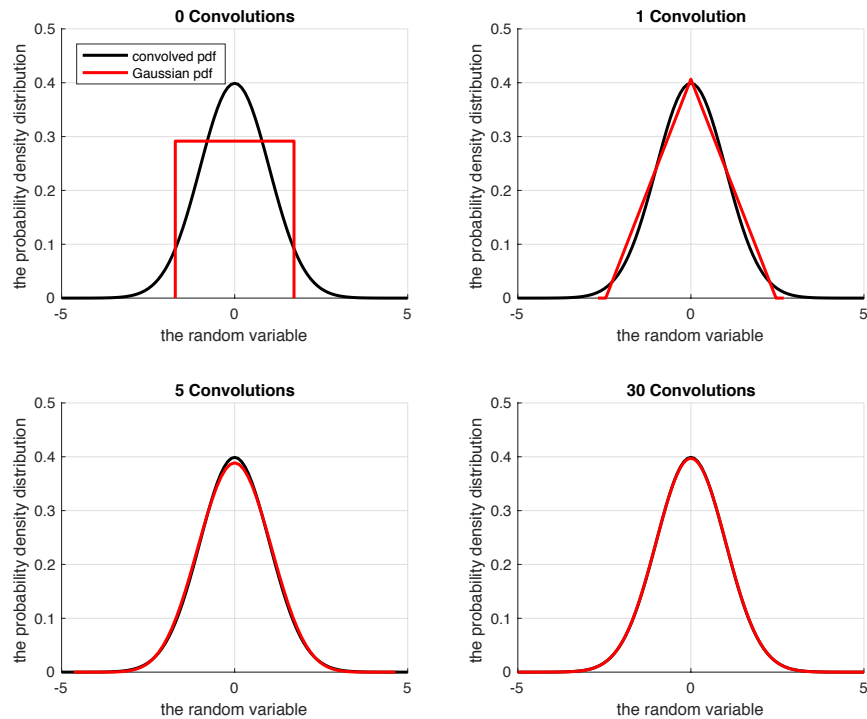 0 Convolutions
0.5
0.4
0.3
0.2
0.1
0
the probability density distribution
convolved pdf
Gaussian pdf
-5
0
5
the random variable
1 Convolution
0.5
0.4
0.3
0.2
0.1
0
the probability density distribution
-5
0
5
the random variable
5 Convolutions
0.5
0.4
0.3
0.2
0.1
0
the probability density distribution
-5
0
5
the random variable
30 Convolutions
0.5
0.4
0.3
0.2
0.1
0
the probability density distribution
-5
0
5
the random variable